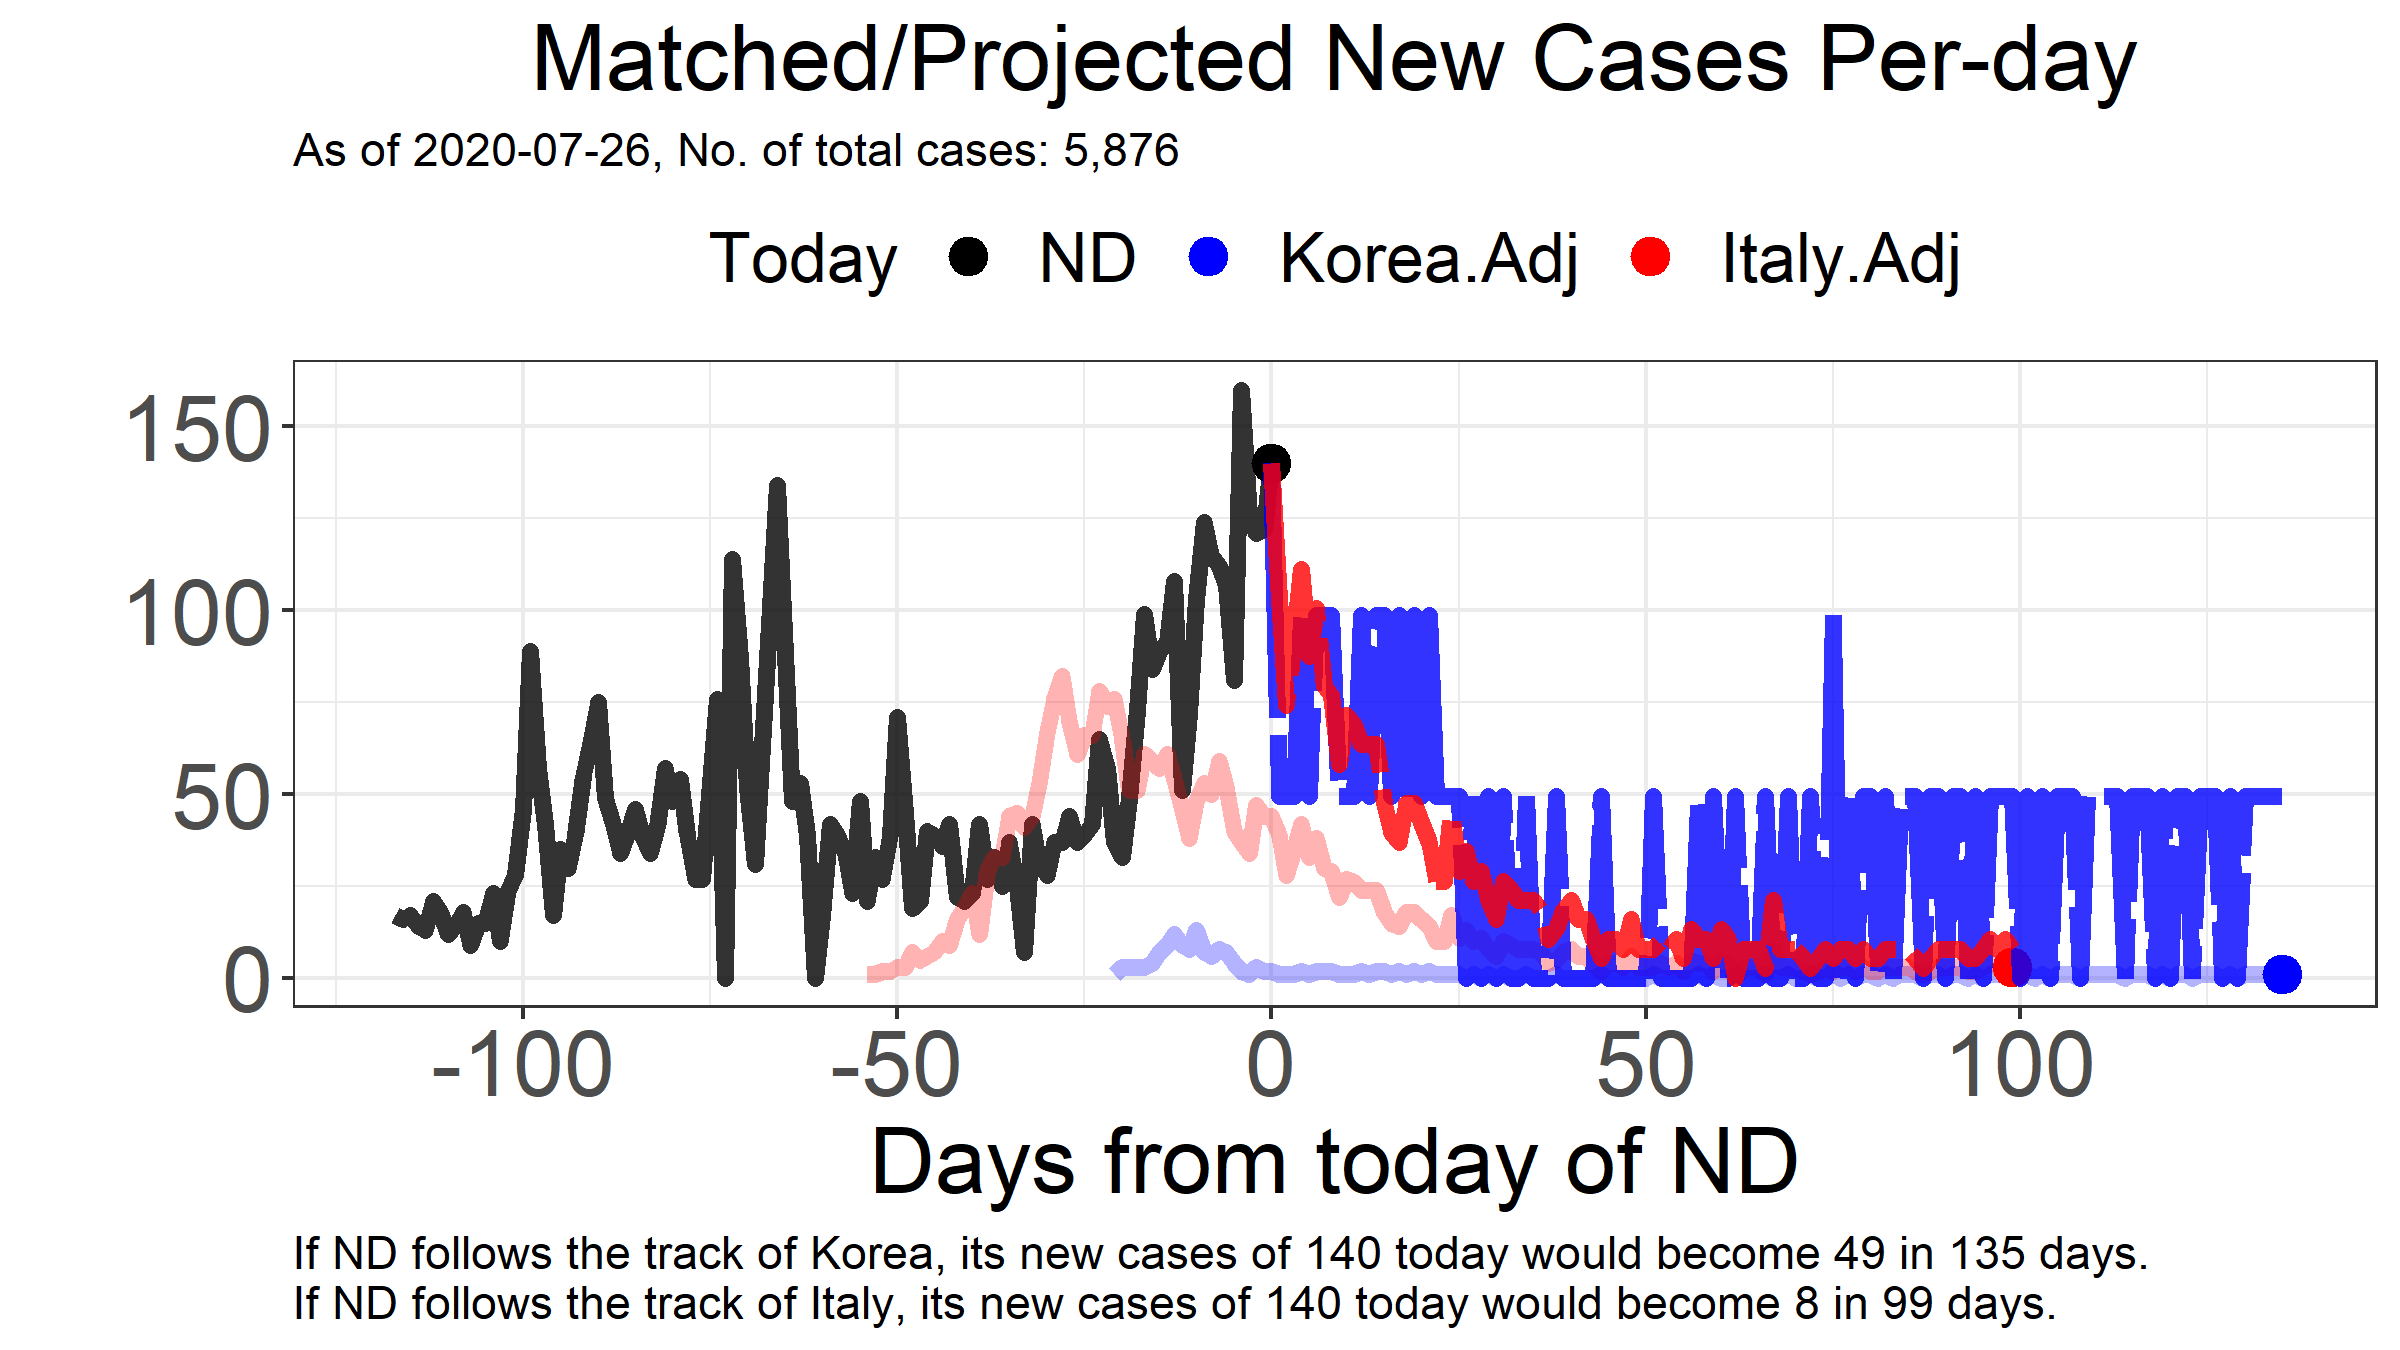 Matched/Projected New Cases Per-day
As of 2020-07-26, No. of total cases: 5,876
Today ND Korea.Adj Italy.Adj
150
100
50
0
-100 -50 0 50 100
Days from today of ND
If ND follows the track of Korea, its new cases of 140 today would become 49 in 135 days.
If ND follows the track of Italy, its new cases of 140 today would become 8 in 99 days.